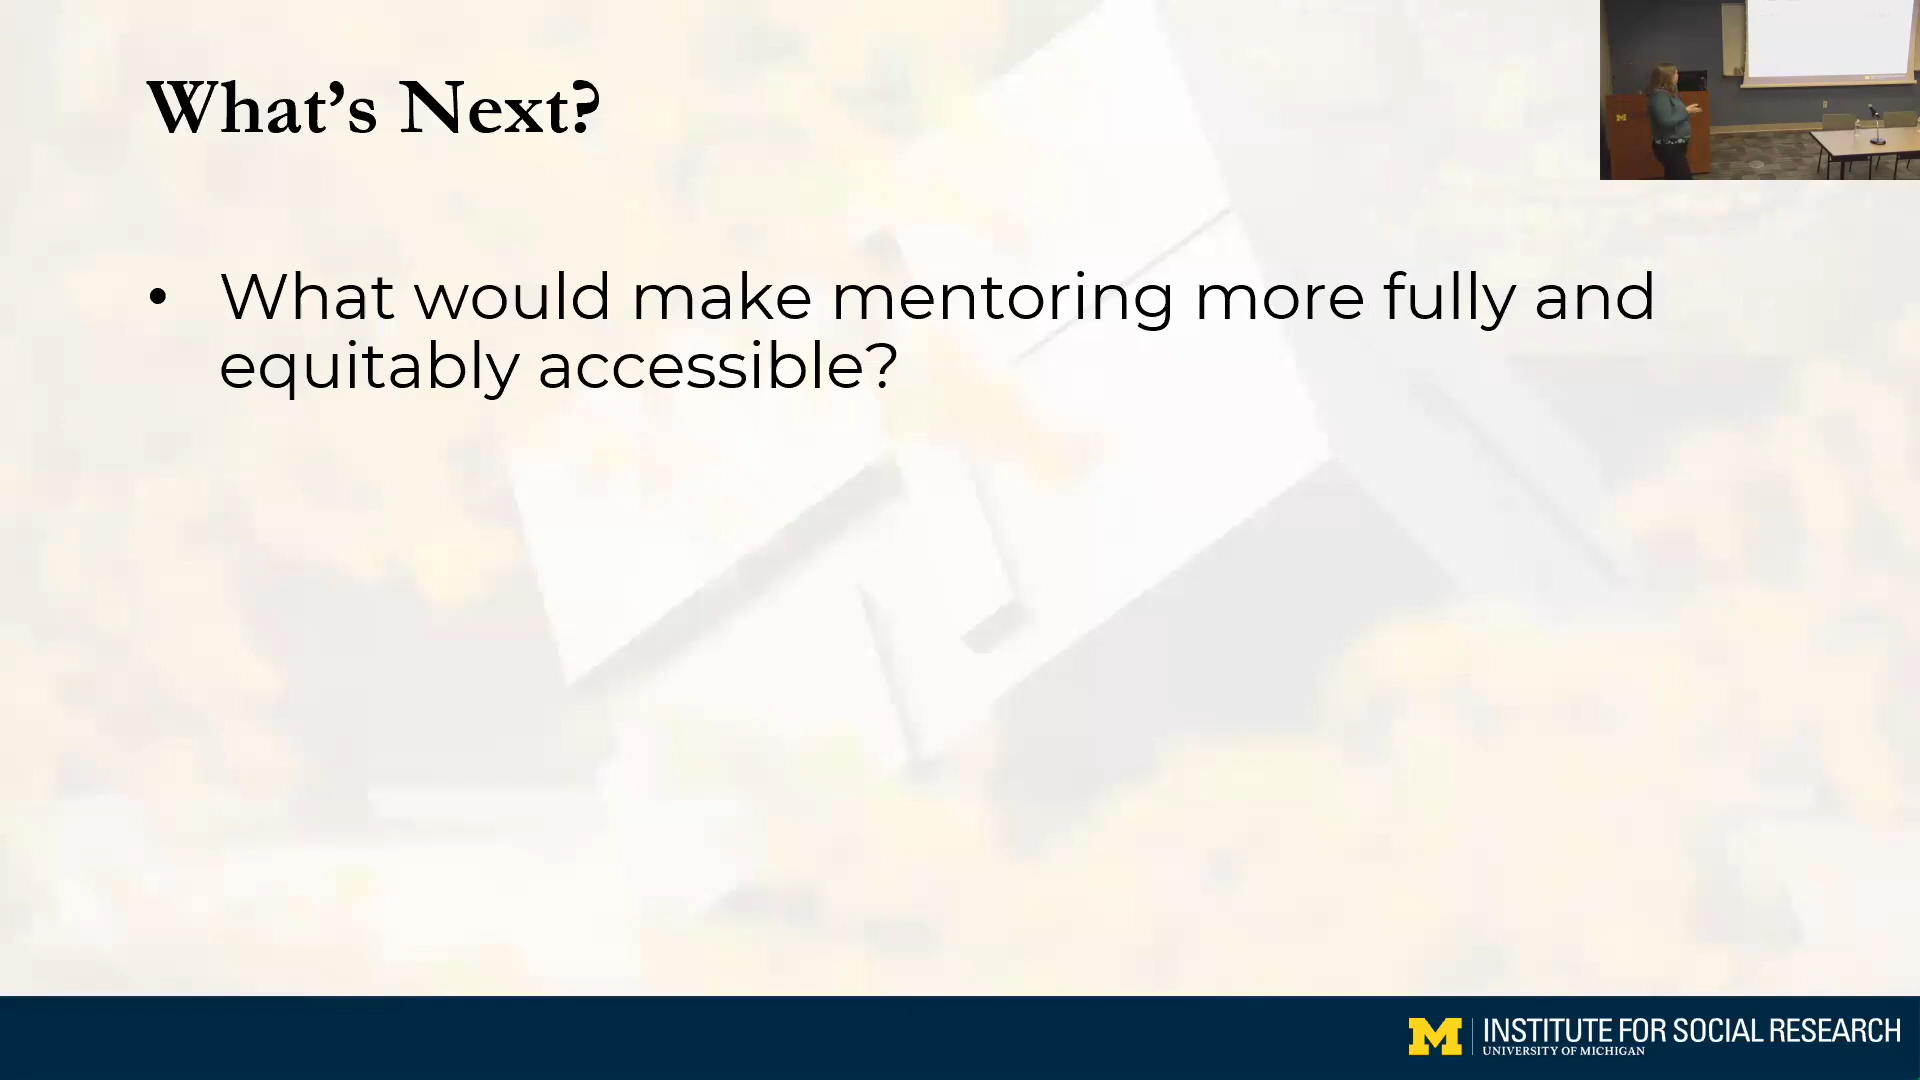 What's Next?
• What would make mentoring more fully and
equitably accessible?
M INSTITUTE FOR SOCIAL RESEARCH
UNIVERSITY OF MICHIGAN